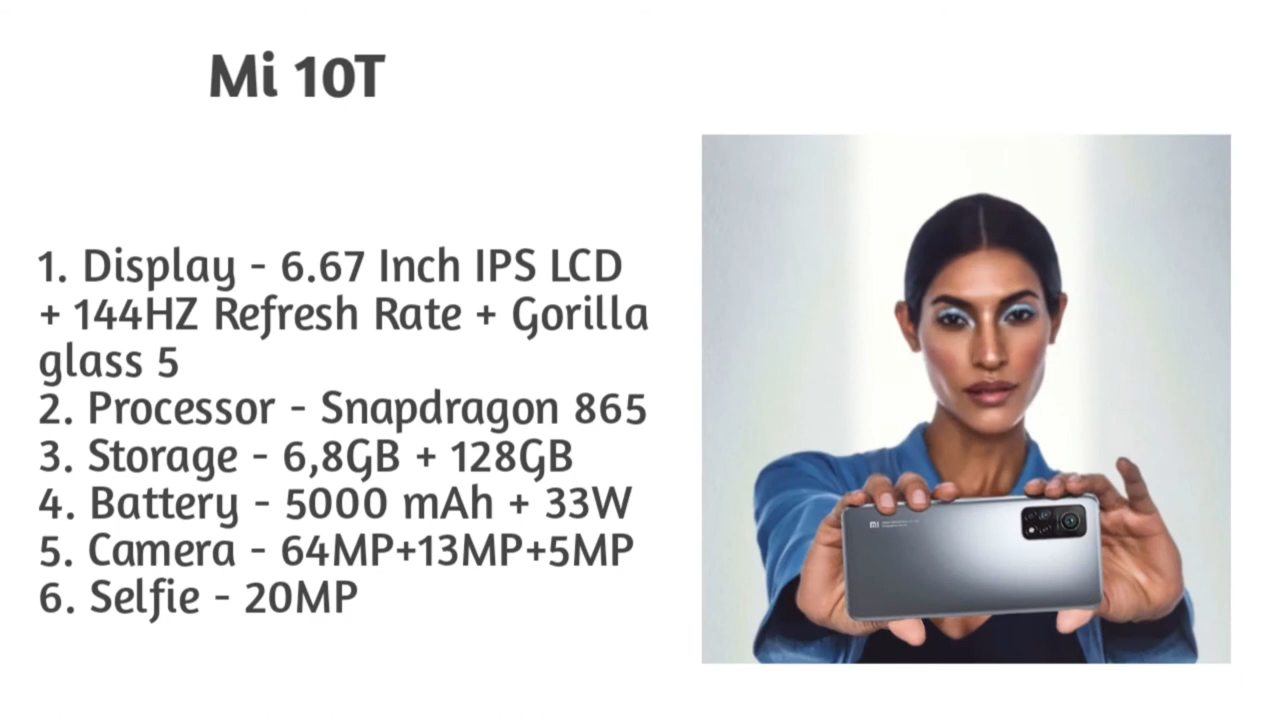 Mi 10T
1. Display - 6.67 Inch IPS LCD
+ 144HZ Refresh Rate + Gorilla
glass 5
2. Processor - Snapdragon 865
3. Storage - 6,8GB + 128GB
4. Battery - 5000 mAh + 33W
5. Camera - 64MP+13MP+5MP
6. Selfie - 20MP
MI